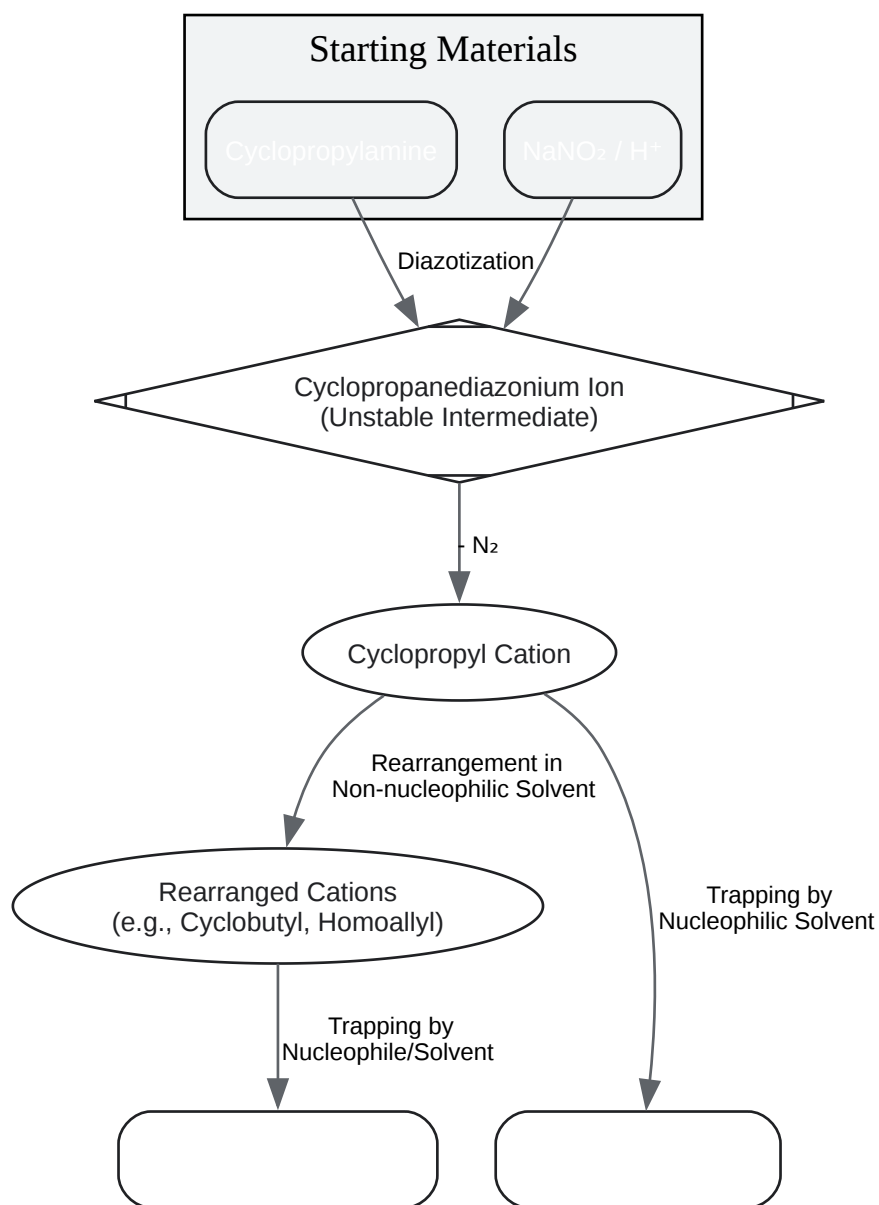 Starting Materials
Cyclopropylamine
NaNO₂ / H⁺
Diazotization
Cyclopropanediazonium Ion
(Unstable Intermediate)
- N₂
Cyclopropyl Cation
Rearrangement in
Non-nucleophilic Solvent
Rearranged Cations
(e.g., Cyclobutyl, Homoallyl)
Trapping by
Nucleophilic Solvent
Trapping by
Nucleophile/Solvent